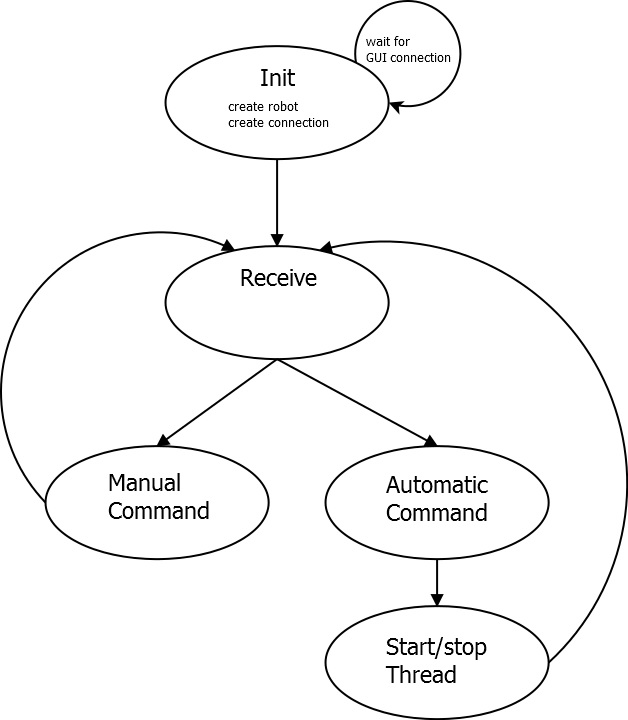 wait for
GUI connection
Init
create robot
create connection
Receive
Manual
Command
Automatic
Command
Start/stop
Thread